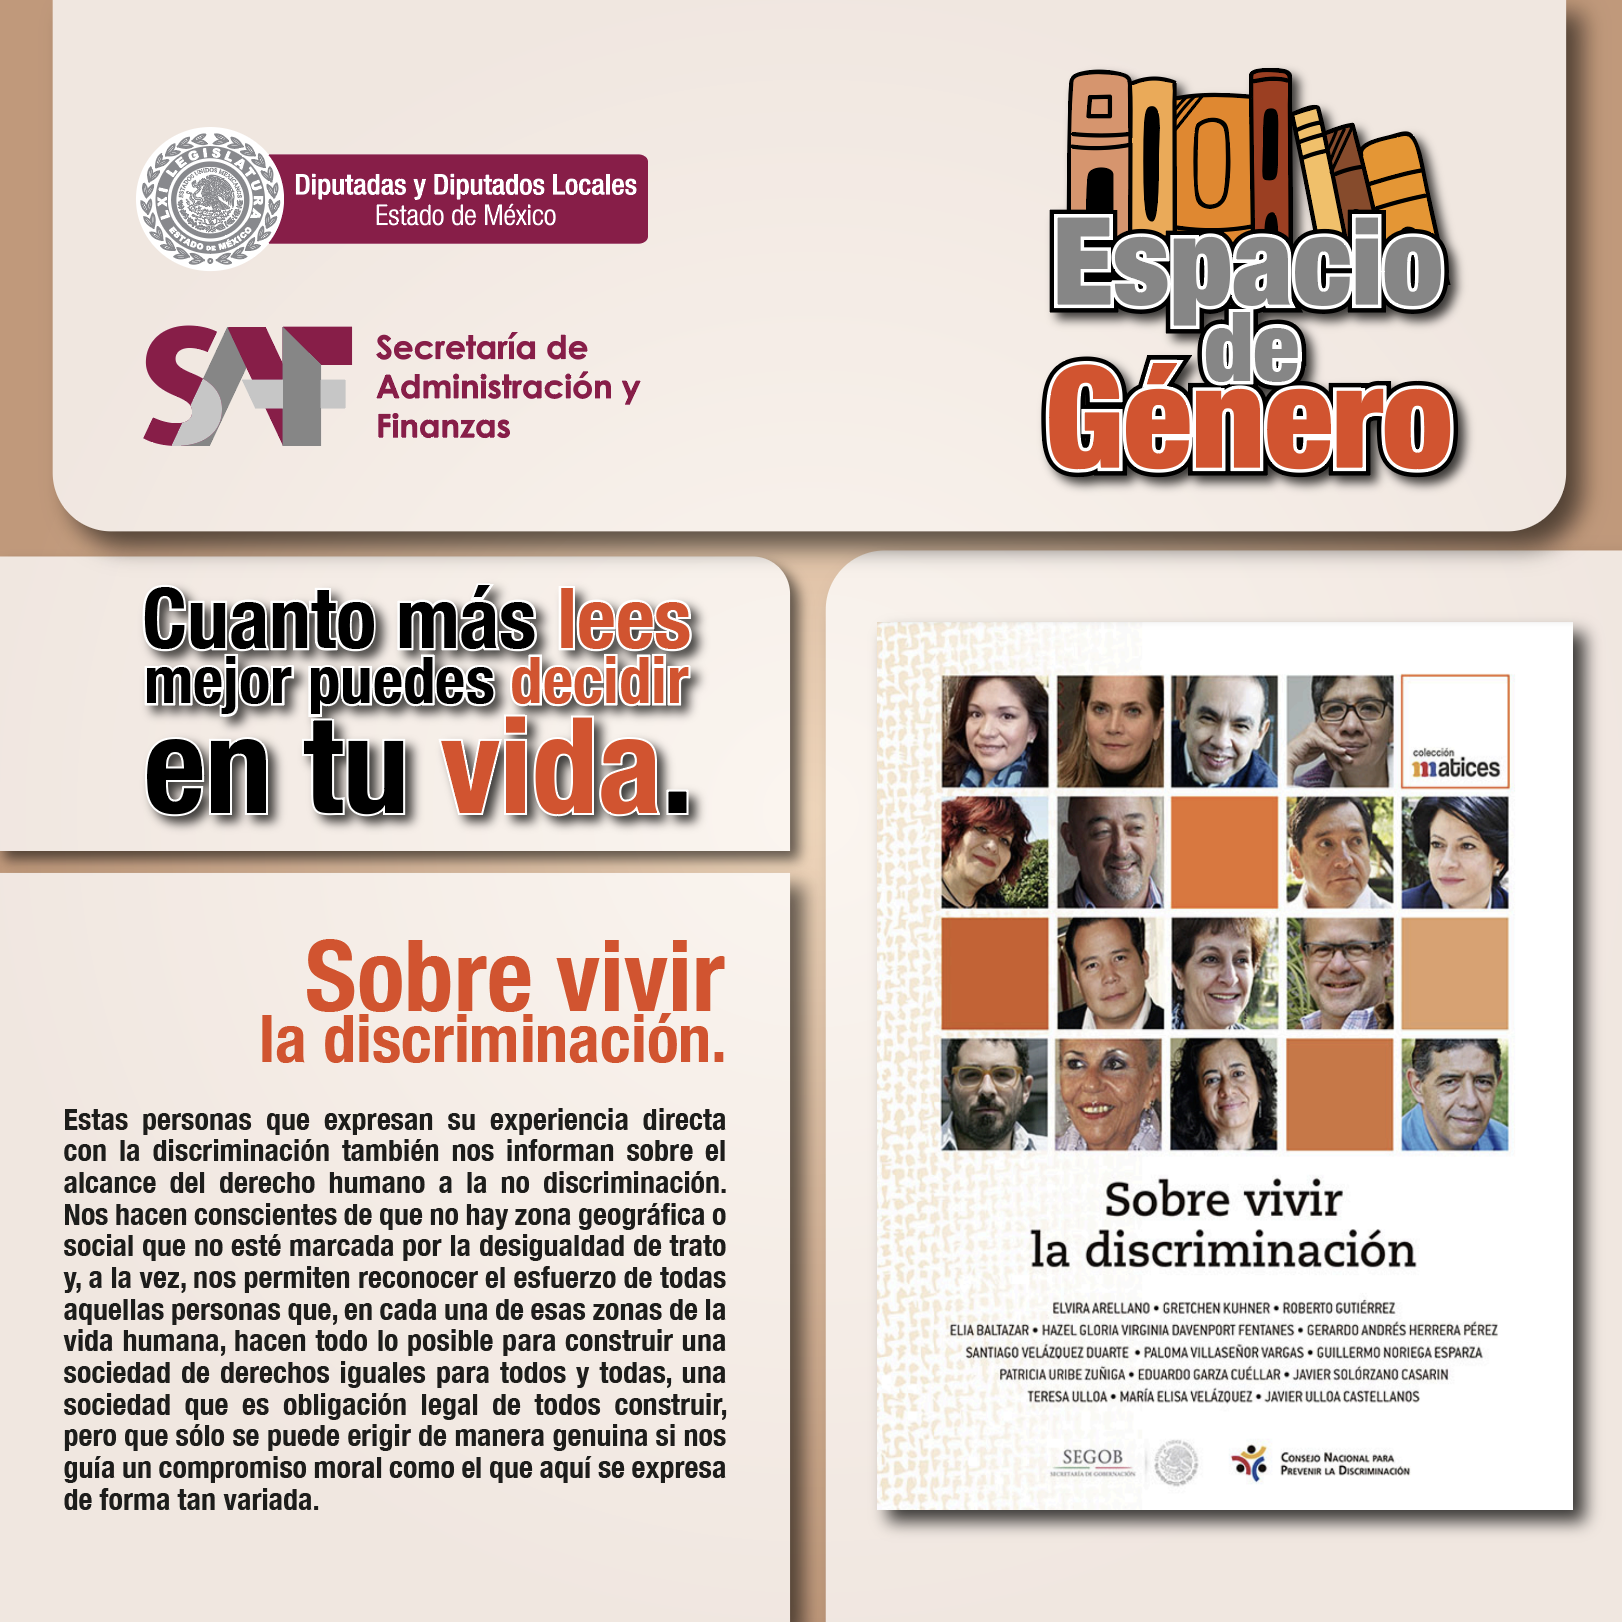 LXI LEGISLATURA
ESTADO DE MÉXICO
Diputadas y Diputados Locales
Estado de México
SAF
Secretaría de
Administración y
Finanzas
Espacio
de
Género
Cuanto más lees
mejor puedes decidir
en tu vida.
Sobre vivir
la discriminación.
Estas personas que expresan su experiencia directa
con la discriminación también nos informan sobre el
alcance del derecho humano a la no discriminación.
Nos hacen conscientes de que no hay zona geográfica o
social que no esté marcada por la desigualdad de trato
y, a la vez, nos permiten reconocer el esfuerzo de todas
aquellas personas que, en cada una de esas zonas de la
vida humana, hacen todo lo posible para construir una
sociedad de derechos iguales para todos y todas, una
sociedad que es obligación legal de todos construir,
pero que sólo se puede erigir de manera genuina si nos
guía un compromiso moral como el que aquí se expresa
de forma tan variada.
colección
matices
Sobre vivir
la discriminación
ELVIRA ARELLANO • GRETCHEN KUHNER • ROBERTO GUTIÉRREZ
ELIA BALTAZAR • HAZEL GLORIA VIRGINIA DAVENPORT FENTANES • GERARDO ANDRÉS HERRERA PÉREZ
SANTIAGO VELÁZQUEZ DUARTE • PALOMA VILLASEÑOR VARGAS • GUILLERMO NORIEGA ESPARZA
PATRICIA URIBE ZUÑIGA • EDUARDO GARZA CUÉLLAR • JAVIER SOLÓRZANO CASARIN
TERESA ULLOA • MARÍA ELISA VELÁZQUEZ • JAVIER ULLOA CASTELLANOS
SEGOB
SECRETARÍA DE GOBERNACIÓN
CONSEJO NACIONAL PARA
PREVENIR LA DISCRIMINACIÓN